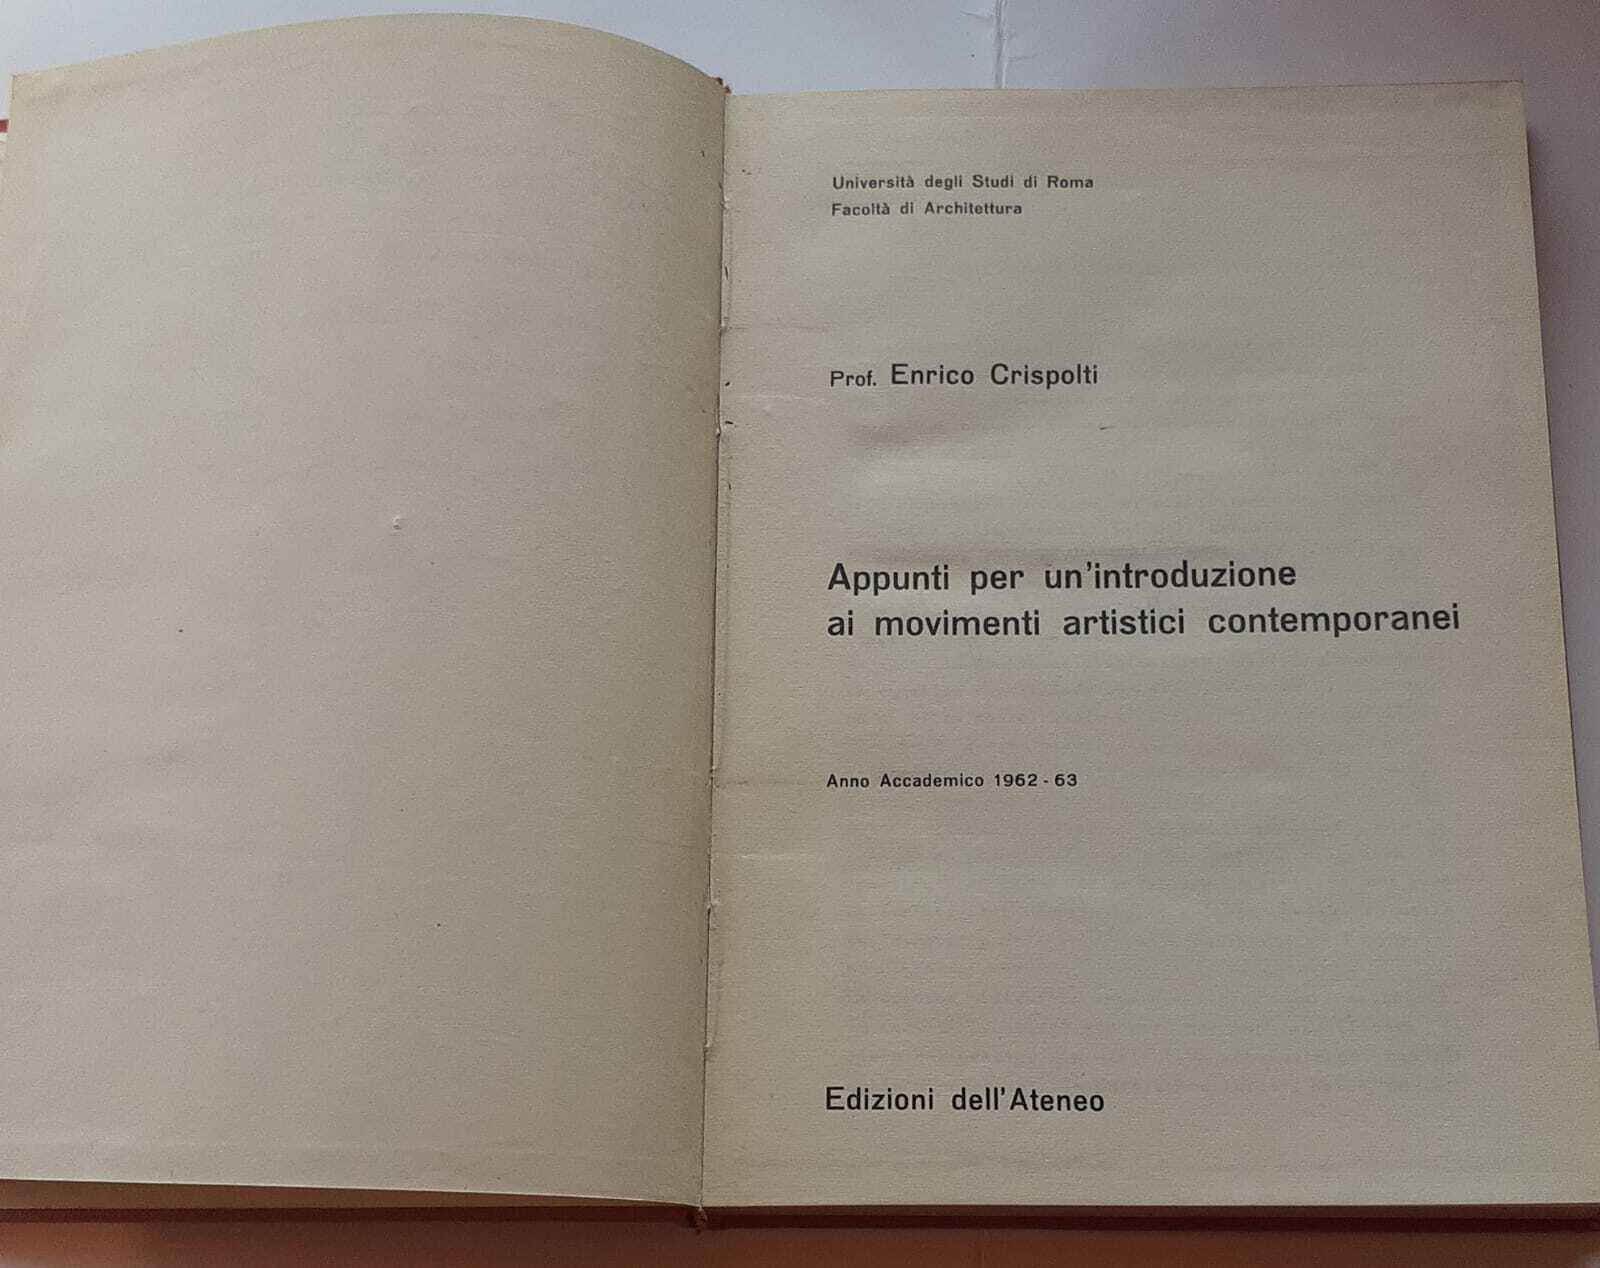 Università degli Studi di Roma
Facoltà di Architettura
Prof. Enrico Crispolti
Appunti per un'introduzione
ai movimenti artistici contemporanei
Anno Accademico 1962 - 63
Edizioni dell'Ateneo